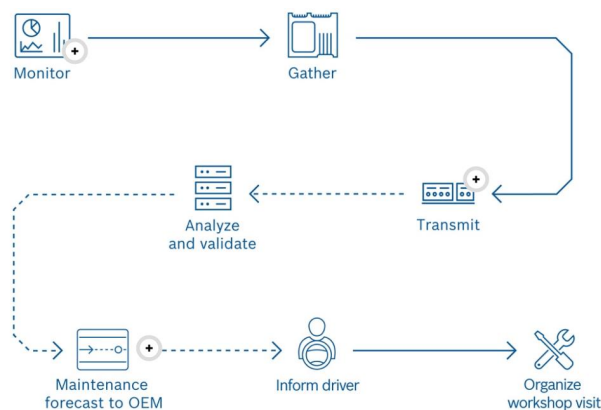 Monitor
Gather
Transmit
Analyze
and validate
Maintenance
forecast to OEM
Inform driver
Organize
workshop visit